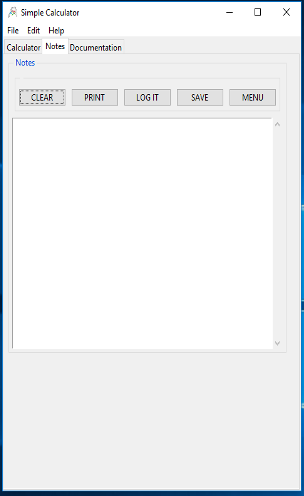 Simple Calculator
File Edit Help
Calculator Notes Documentation
Notes
CLEAR PRINT LOG IT SAVE MENU